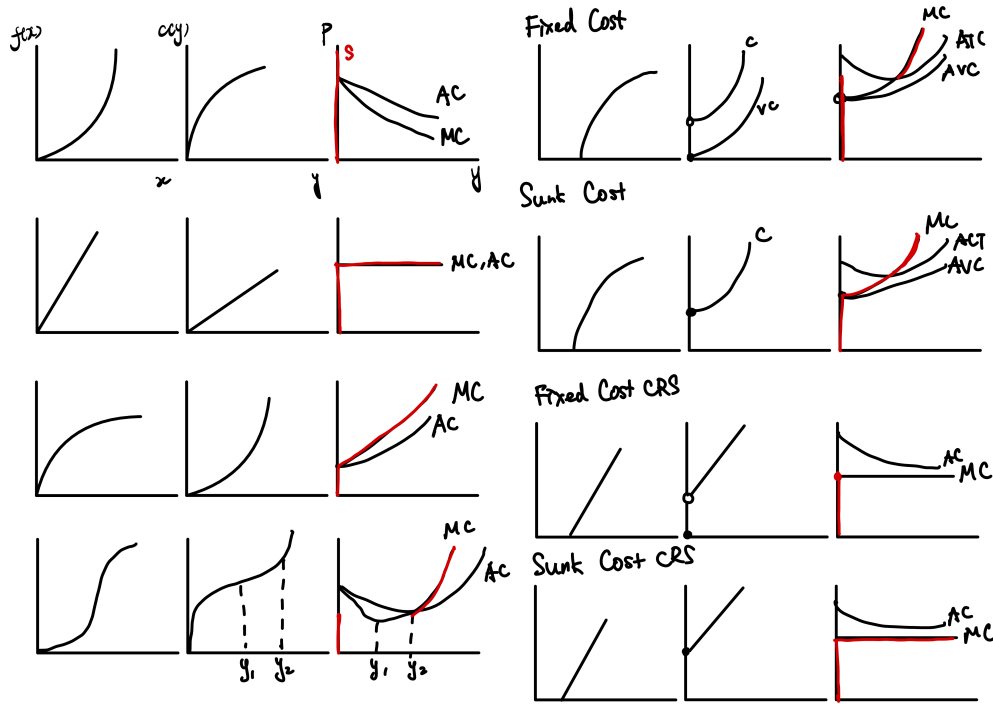 f(x)
x
c(y)
y
P
S
AC
MC
y
MC, AC
MC
AC
y₁ y₂
MC
AC
y₁ y₂
Fixed Cost
C
VC
MC
ATC
AVC
Sunk Cost
C
MC
ACT
AVC
Fixed Cost CRS
AC
MC
Sunk Cost CRS
AC
MC